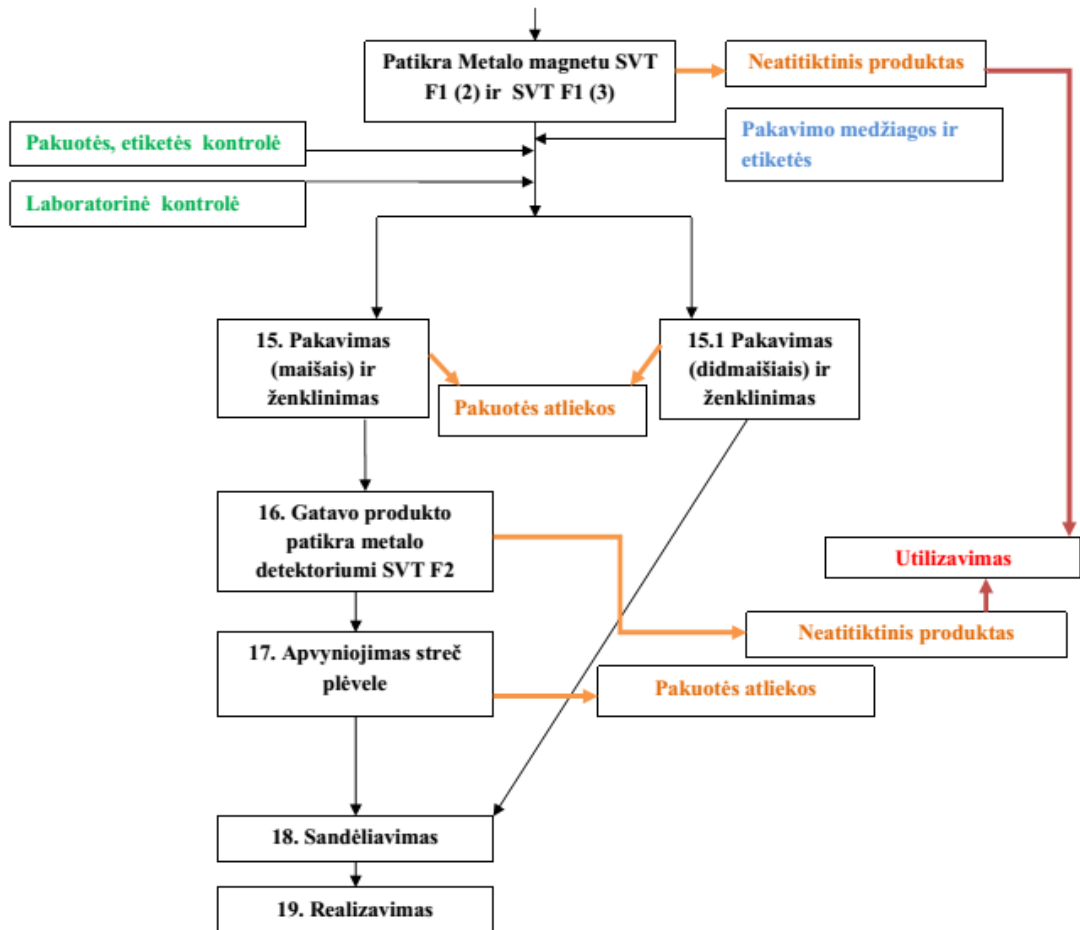 Patikra Metalo magnetu SVT
F1 (2) ir SVT F1 (3)
Neatitiktinis produktas
Pakuotės, etiketės kontrolė
Pakavimo medžiagos ir
etiketės
Laboratorinė kontrolė
15. Pakavimas
(maišais) ir
ženklinimas
15.1 Pakavimas
(didmaišiais) ir
ženklinimas
Pakuotės atliekos
16. Gatavo produkto
patikra metalo
detektoriumi SVT F2
Utilizavimas
Neatitiktinis produktas
17. Apvyniojimas streč
plėvele
Pakuotės atliekos
18. Sandėliavimas
19. Realizavimas